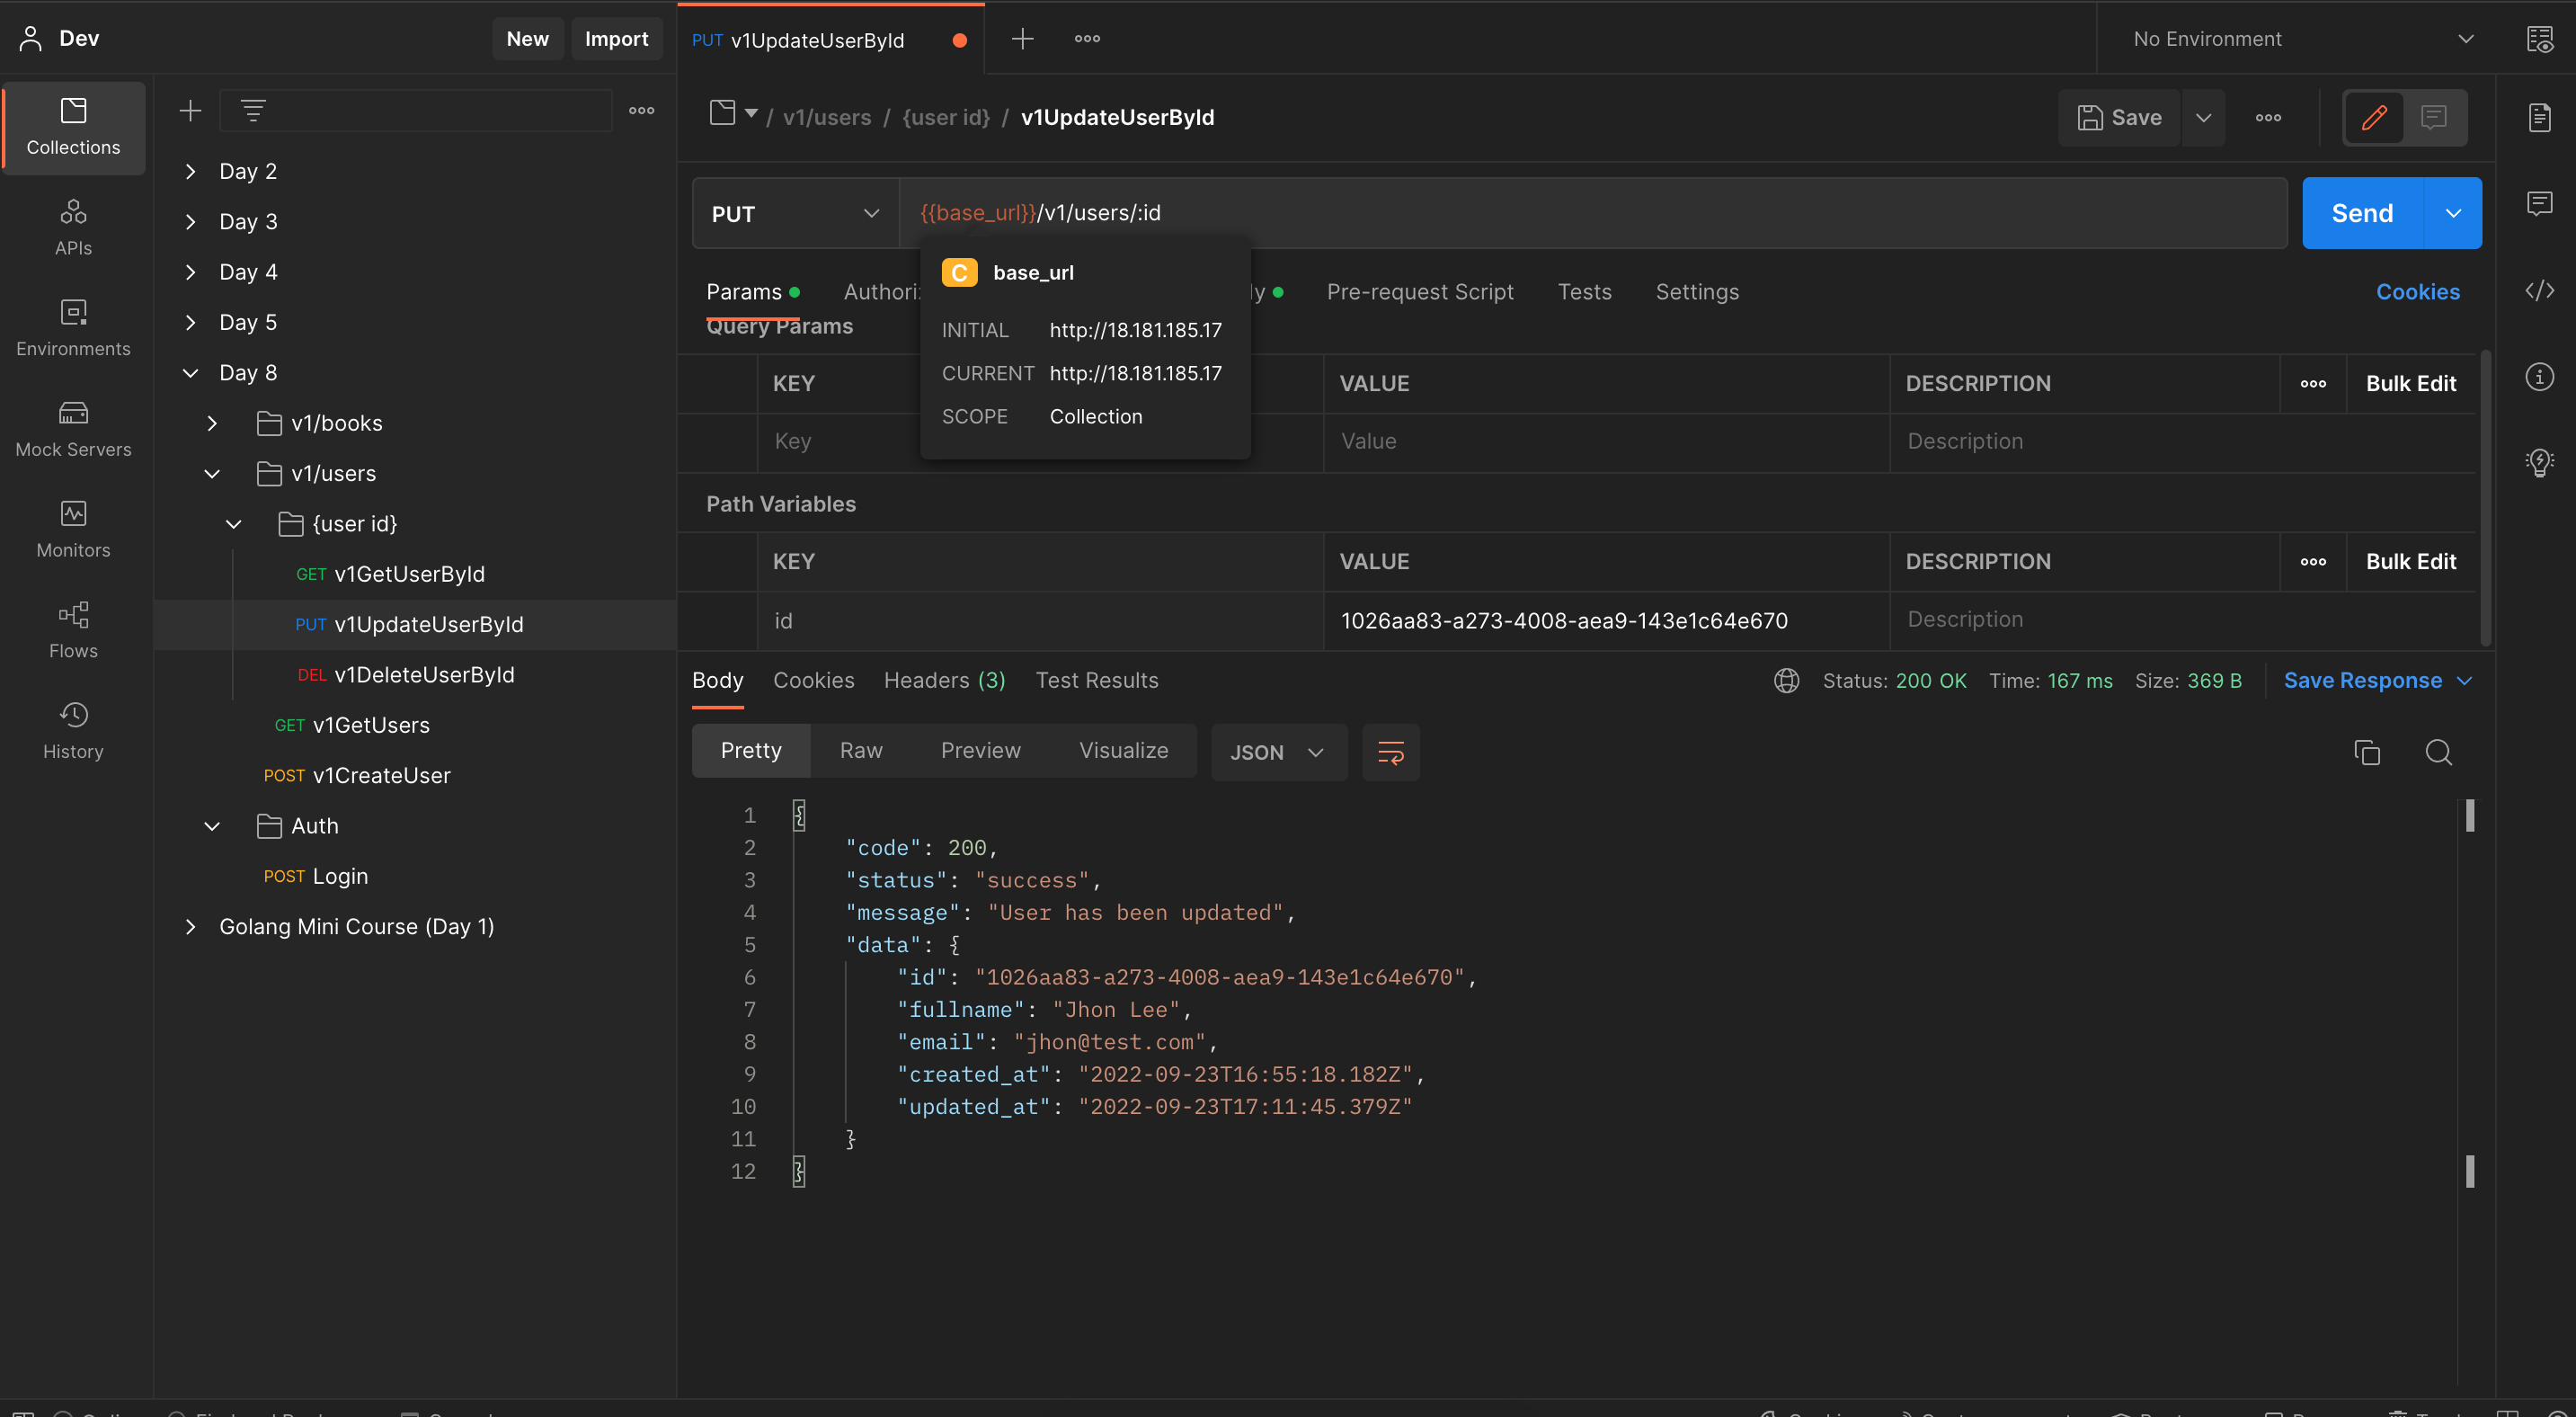 Dev
New
Import
PUT v1UpdateUserById
No Environment
Collections
APIs
Environments
Mock Servers
Monitors
Flows
History
Day 2
Day 3
Day 4
Day 5
Day 8
v1/books
v1/users
{user id}
GET v1GetUserById
PUT v1UpdateUserById
DEL v1DeleteUserById
GET v1GetUsers
POST v1CreateUser
Auth
POST Login
Golang Mini Course (Day 1)
/ v1/users / {user id} / v1UpdateUserById
Save
PUT
{{base_url}}/v1/users/:id
Send
C base_url
INITIAL http://18.181.185.17
CURRENT http://18.181.185.17
SCOPE Collection
Params
Pre-request Script
Tests
Settings
Cookies
Query Params
KEY VALUE DESCRIPTION Bulk Edit
Key Value Description
Path Variables
KEY VALUE DESCRIPTION Bulk Edit
id 1026aa83-a273-4008-aea9-143e1c64e670 Description
Body Cookies Headers (3) Test Results
Status: 200 OK Time: 167 ms Size: 369 B Save Response
Pretty Raw Preview Visualize JSON
1 {
2 "code": 200,
3 "status": "success",
4 "message": "User has been updated",
5 "data": {
6 "id": "1026aa83-a273-4008-aea9-143e1c64e670",
7 "fullname": "Jhon Lee",
8 "email": "jhon@test.com",
9 "created_at": "2022-09-23T16:55:18.182Z",
10 "updated_at": "2022-09-23T17:11:45.379Z"
11 }
12 }